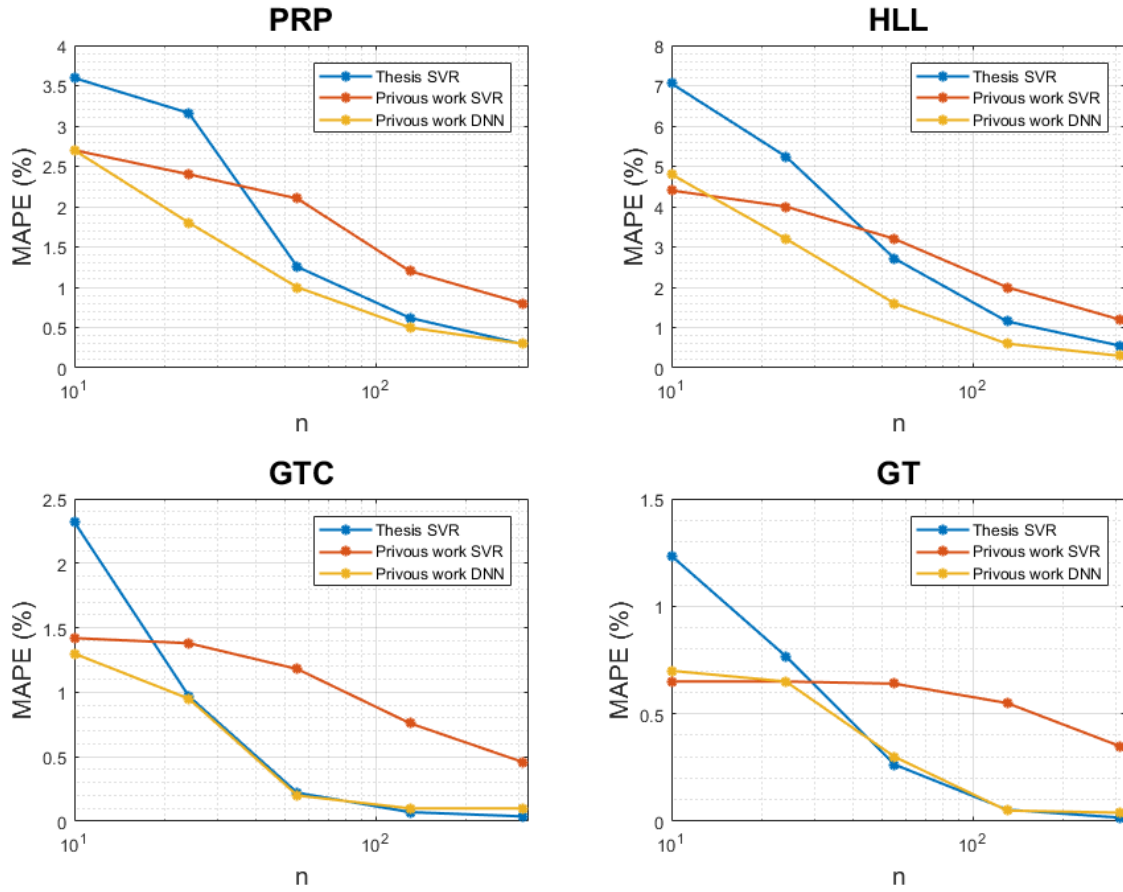 PRP
4
3.5
3
2.5
2
1.5
1
0.5
0
MAPE (%)
10^1
10^2
n
Thesis SVR
Privous work SVR
Privous work DNN
HLL
8
7
6
5
4
3
2
1
0
MAPE (%)
10^1
10^2
n
Thesis SVR
Privous work SVR
Privous work DNN
GTC
2.5
2
1.5
1
0.5
0
MAPE (%)
10^1
10^2
n
Thesis SVR
Privous work SVR
Privous work DNN
GT
1.5
1
0.5
0
MAPE (%)
10^1
10^2
n
Thesis SVR
Privous work SVR
Privous work DNN